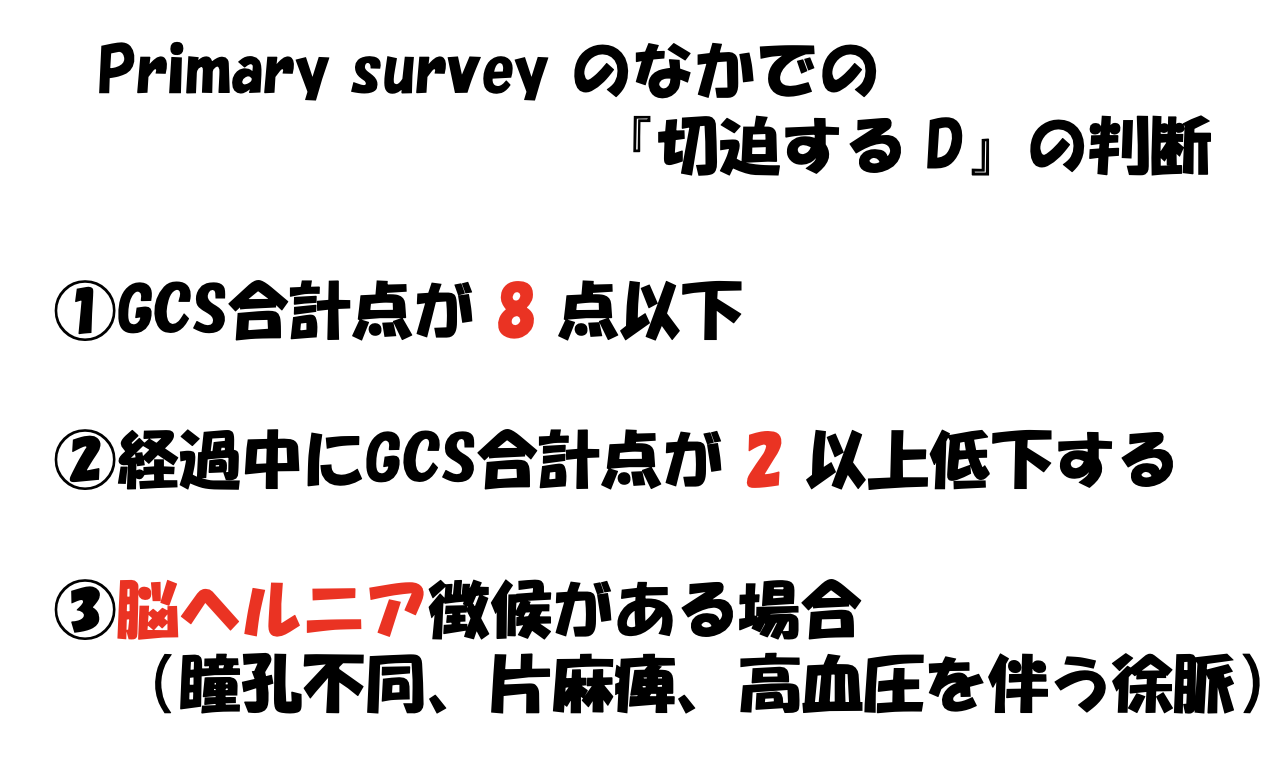 Primary survey のなかでの
『切迫する D』の判断
①GCS合計点が 8 点以下
②経過中にGCS合計点が 2 以上低下する
③脳ヘルニア徴候がある場合
（瞳孔不同、片麻痺、高血圧を伴う徐脈）